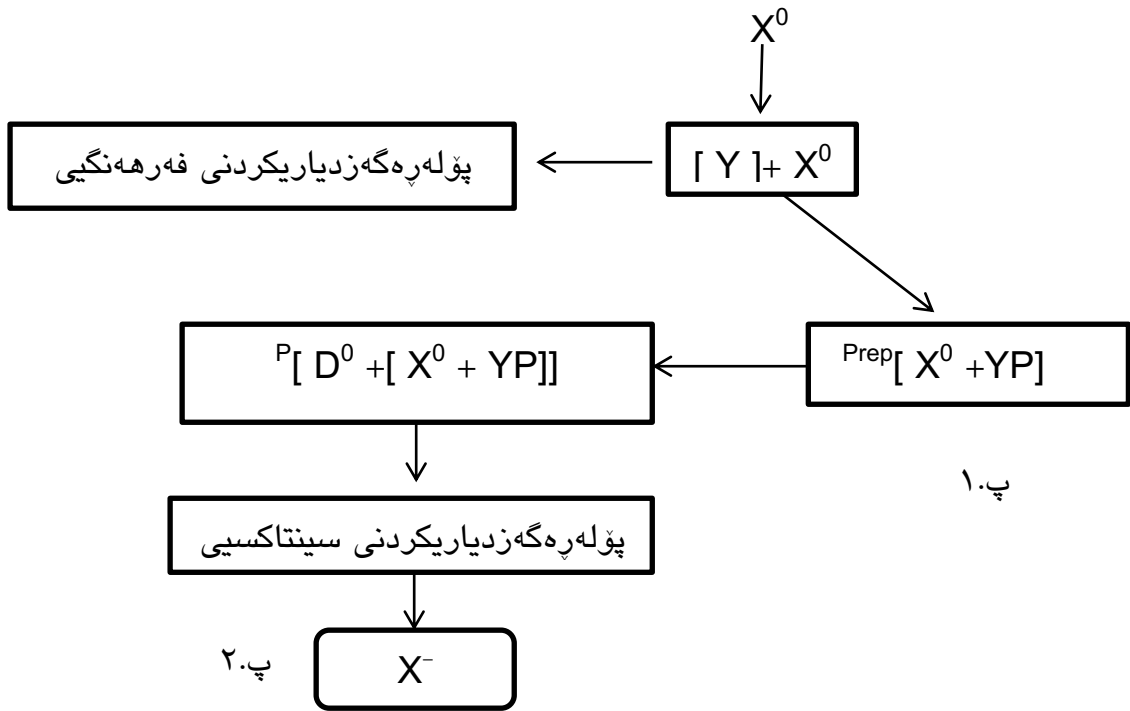 X⁰
⌈ Y ⌉+ X⁰
پۆلەڕەگەزدیاریکردنی فەرهەنگیی
ᴾʳᵉᵖ[ X⁰ +YP]
ᴾ[ D⁰ +[ X⁰ + YP]]
پ.١
پۆلەڕەگەزدیاریکردنی سینتاکسیی
پ.٢
X⁻